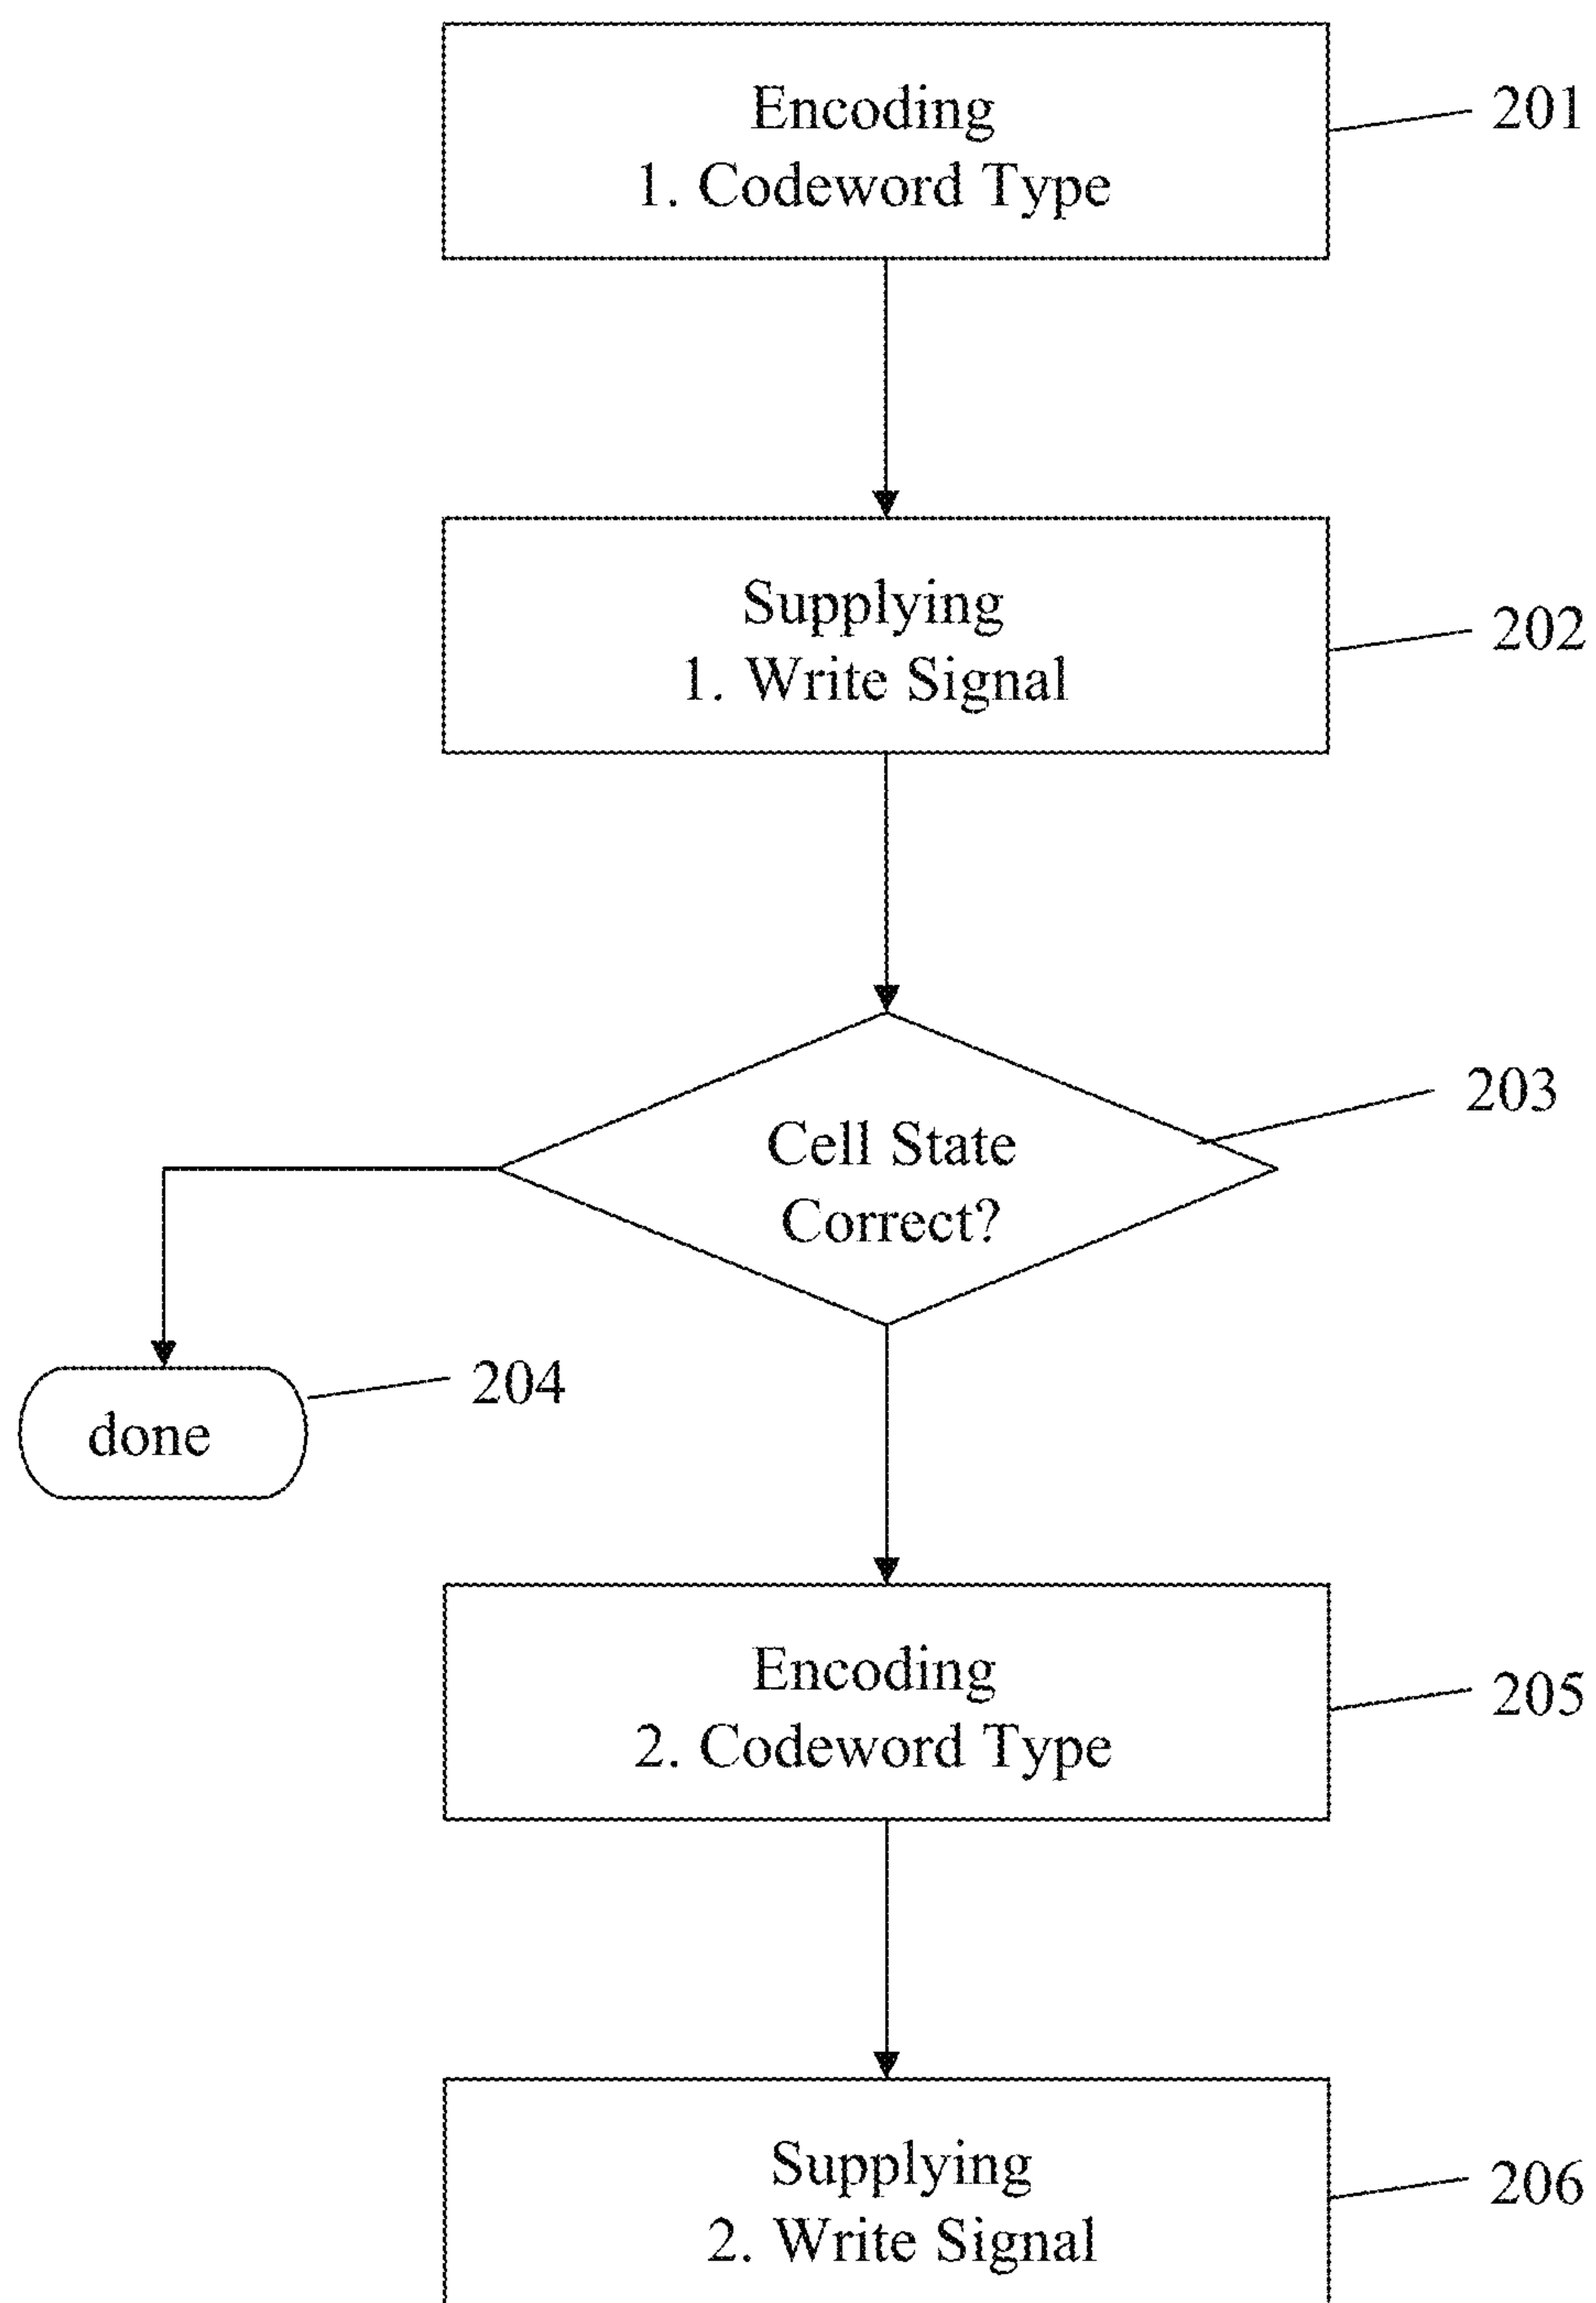 Encoding
1. Codeword Type
201
Supplying
1. Write Signal
202
Cell State
Correct?
203
done
204
Encoding
2. Codeword Type
205
Supplying
2. Write Signal
206